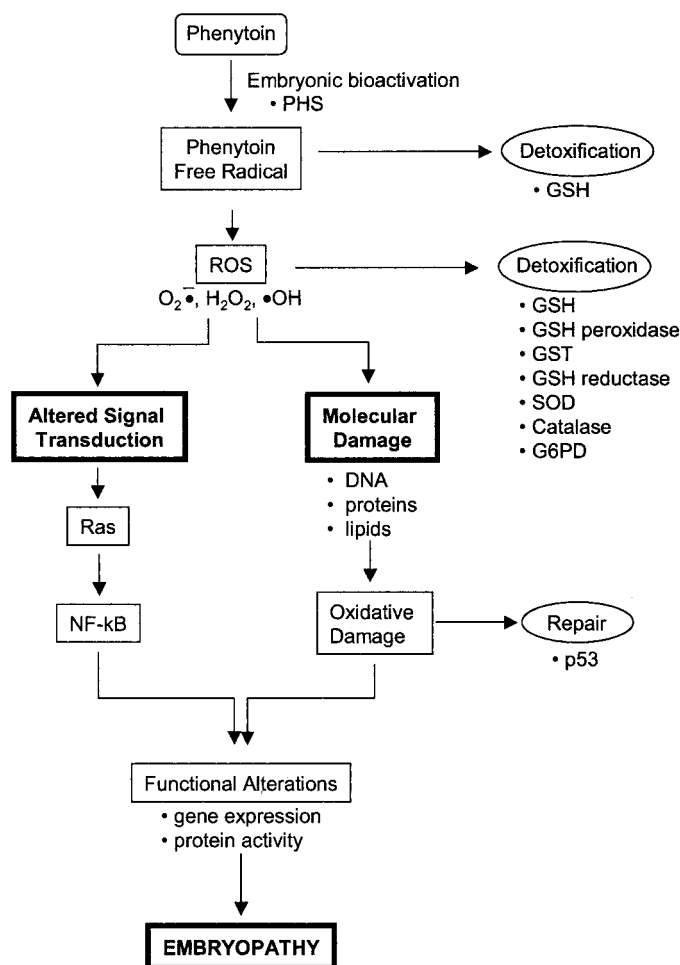 Phenytoin
Embryonic bioactivation
• PHS
Phenytoin
Free Radical
Detoxification
• GSH
ROS
O₂•̄, H₂O₂, •OH
Detoxification
• GSH
• GSH peroxidase
• GST
• GSH reductase
• SOD
• Catalase
• G6PD
Altered Signal
Transduction
Molecular
Damage
• DNA
• proteins
• lipids
Ras
NF-kB
Oxidative
Damage
Repair
• p53
Functional Alterations
• gene expression
• protein activity
EMBRYOPATHY